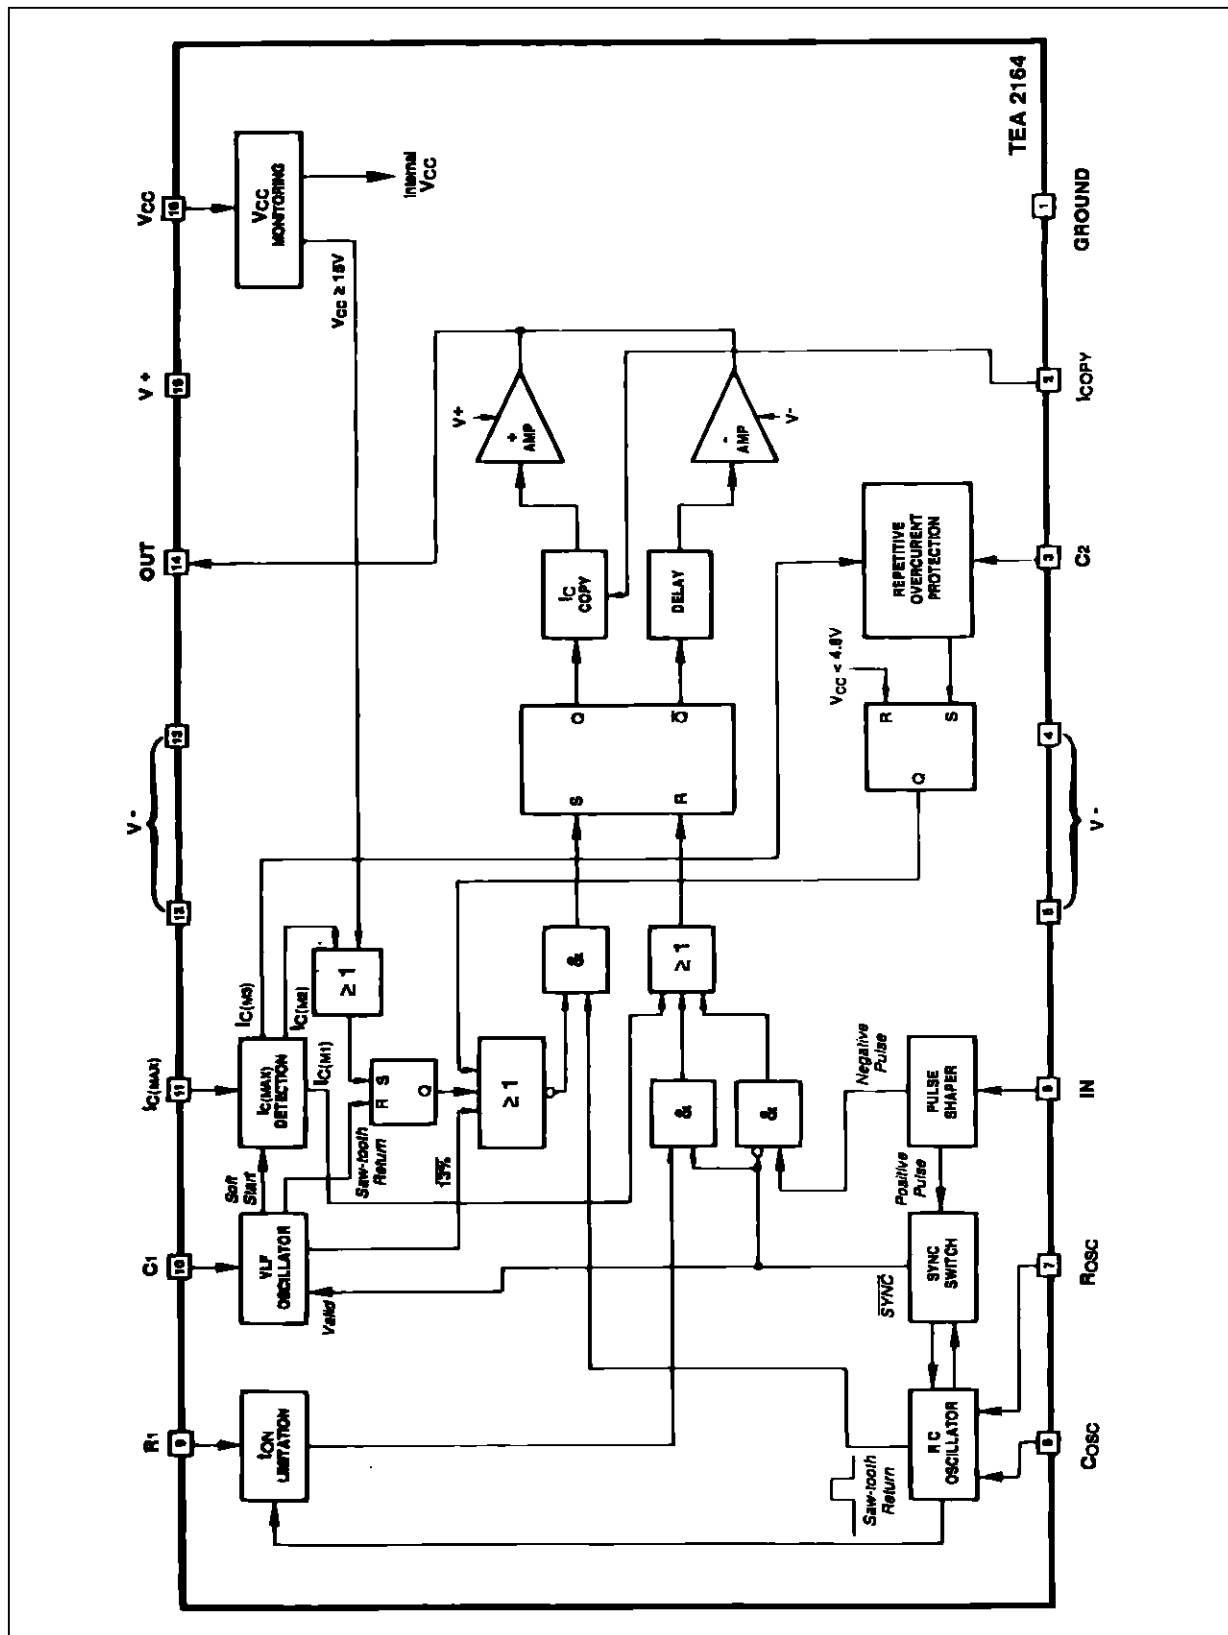 TEA 2164
VCC
16
VCC
MONITORING
Internal
VCC
VCC ≥ 15V
V +
15
OUT
14
V -
13
12
IC(MAX)
11
IC(MAX)
DETECTION
IC(M3)
IC(M2)
IC(M1)
≥ 1
C1
10
VLF
OSCILLATOR
Soft
Start
Saw-tooth
Return
Valid
13%
R
S
Q
≥ 1
R1
9
tON
LIMITATION
&
≥ 1
&
&
S
R
Q
Q̅
IC
COPY
DELAY
V+
+
AMP
V-
-
AMP
REPETITIVE
OVERCURENT
PROTECTION
VCC < 4.8V
R
S
Q
Negative
Pulse
PULSE
SHAPER
Positive
Pulse
SYNC
SWITCH
SYNC
RC
OSCILLATOR
Saw-tooth
Return
1
GROUND
2
ICOPY
3
C2
4
5
V -
6
IN
7
ROSC
8
COSC